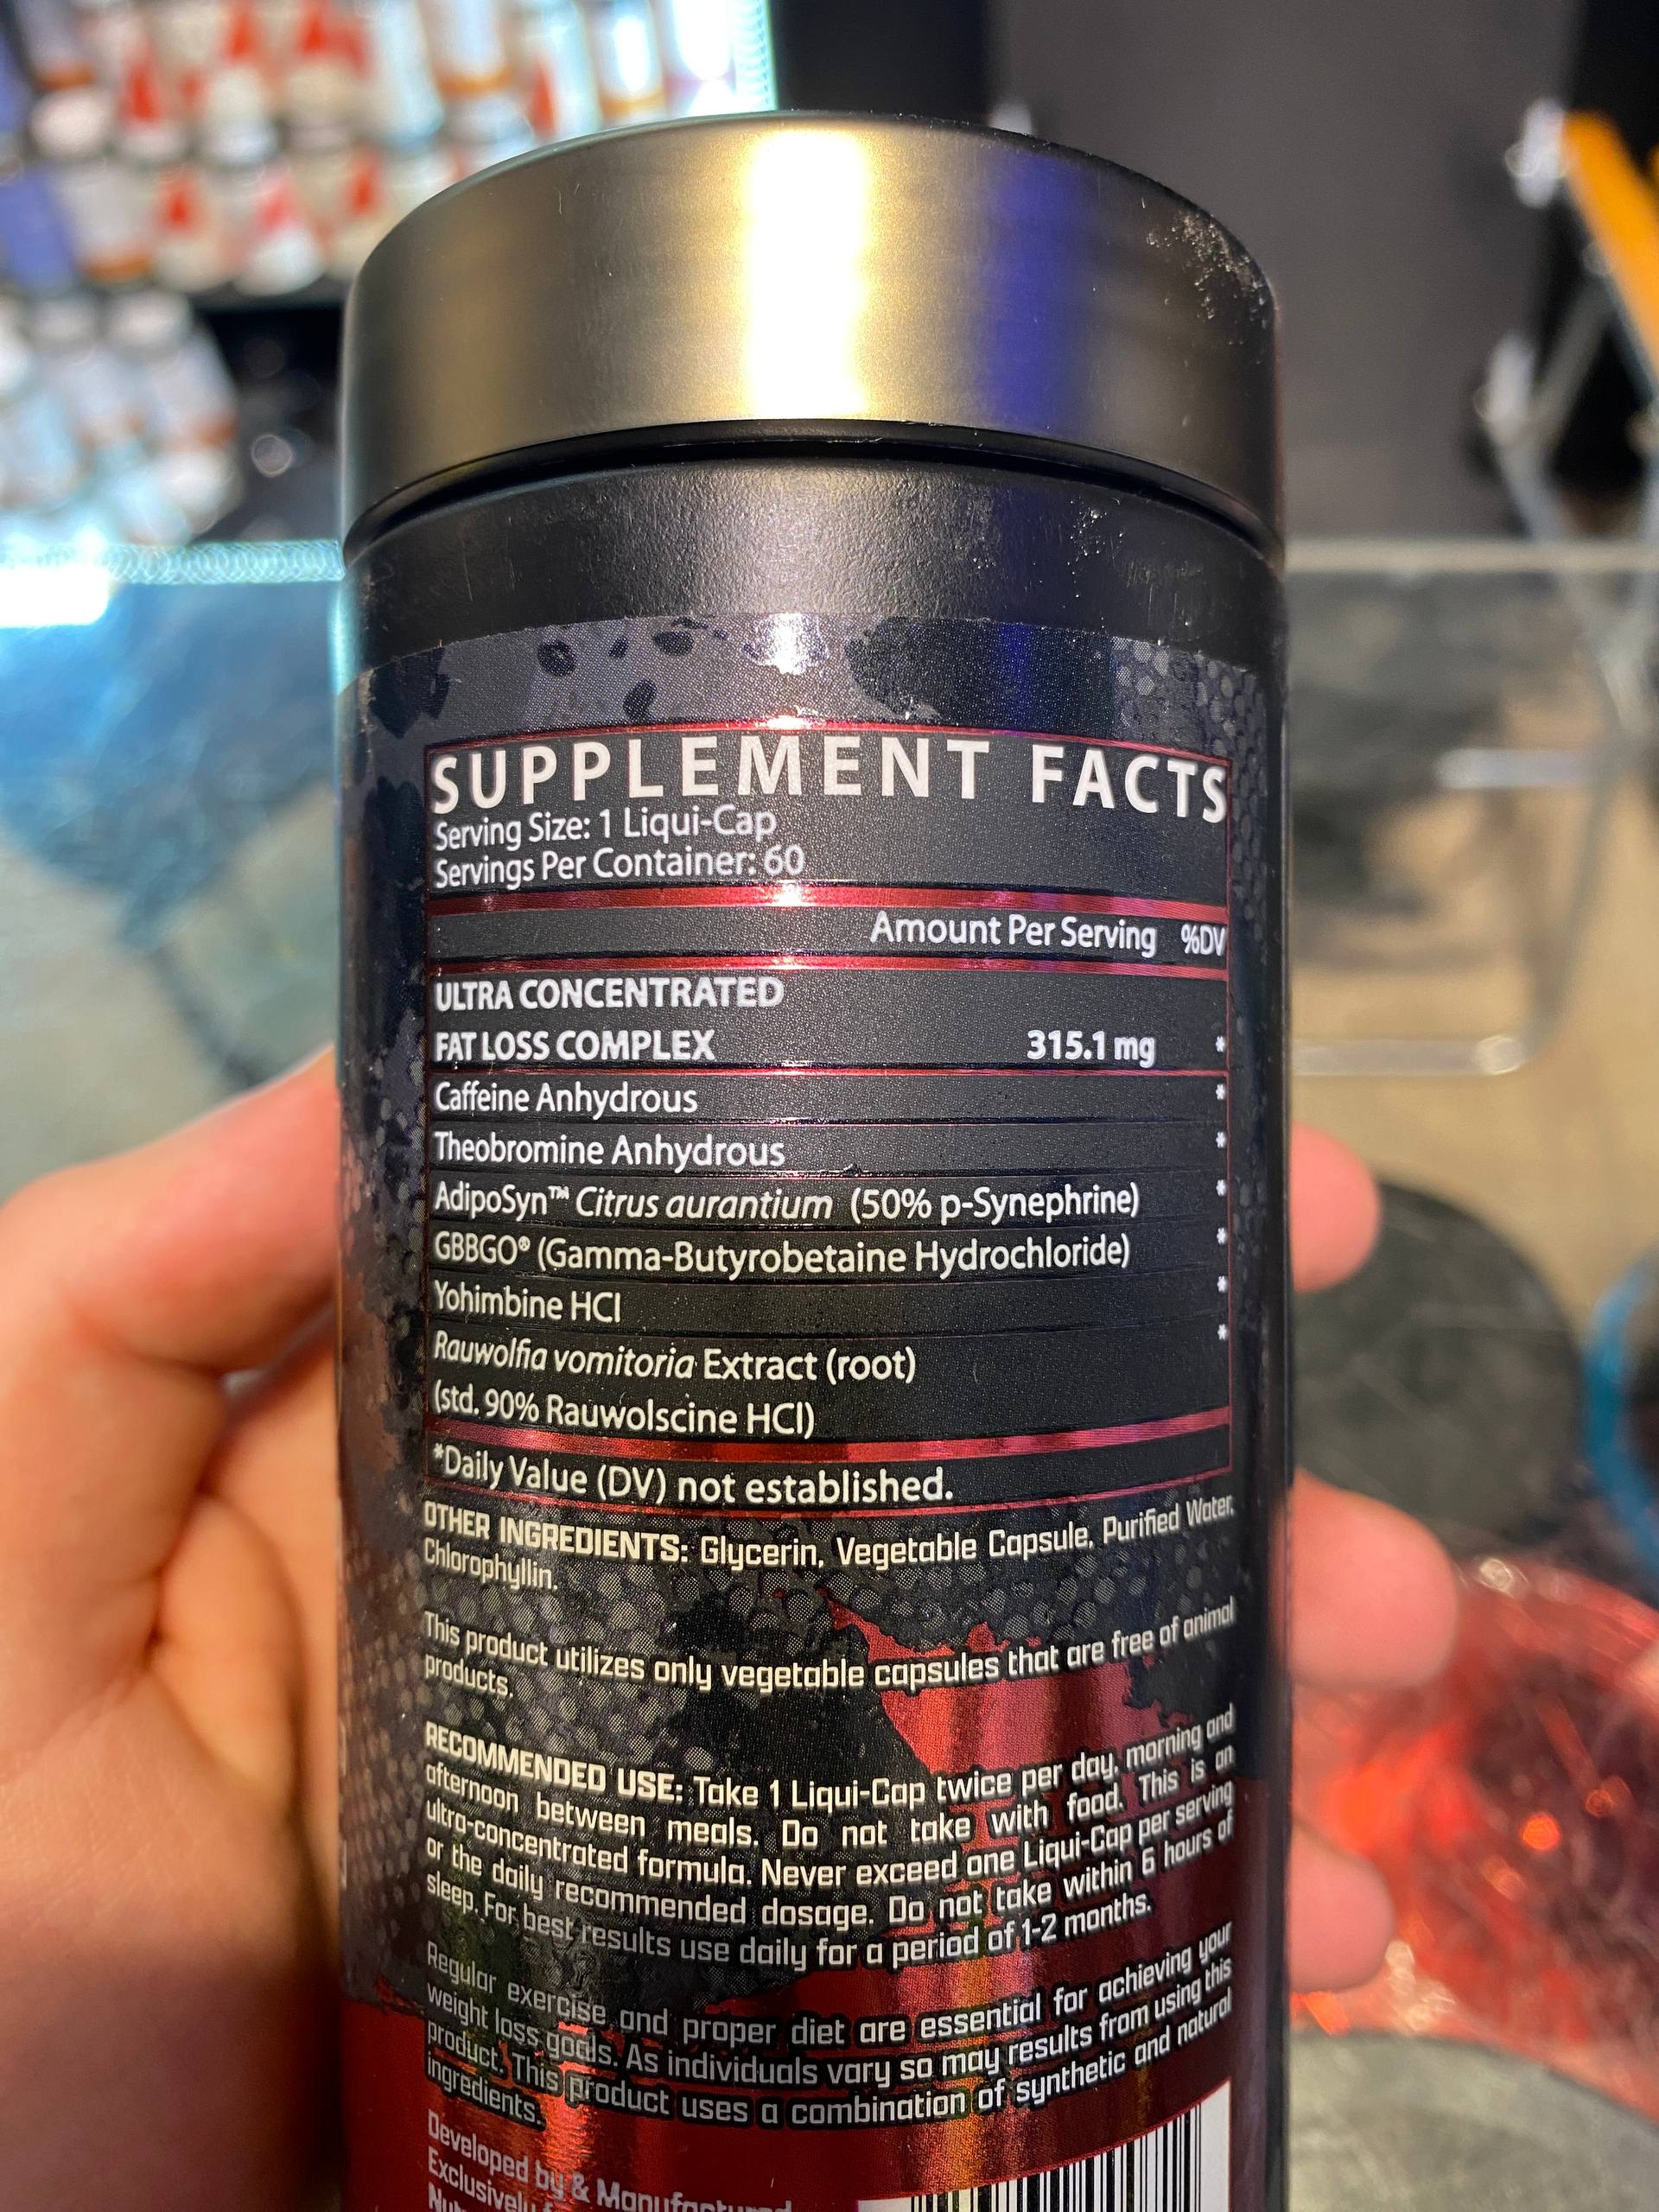 SUPPLEMENT FACTS
Serving Size: 1 Liqui-Cap
Servings Per Container: 60
Amount Per Serving %DV
ULTRA CONCENTRATED
FAT LOSS COMPLEX 315.1 mg *
Caffeine Anhydrous *
Theobromine Anhydrous *
AdipoSyn™ Citrus aurantium (50% p-Synephrine) *
GBBGO® (Gamma-Butyrobetaine Hydrochloride) *
Yohimbine HCl *
Rauwolfia vomitoria Extract (root) *
(std. 90% Rauwolscine HCl)
*Daily Value (DV) not established.
OTHER INGREDIENTS: Glycerin, Vegetable Capsule, Purified Water,
Chlorophyllin.
This product utilizes only vegetable capsules that are free of animal
products.
RECOMMENDED USE: Take 1 Liqui-Cap twice per day, morning and
afternoon between meals. Do not take with food. This is an
ultra-concentrated formula. Never exceed one Liqui-Cap per serving
or the daily recommended dosage. Do not take within 6 hours of
sleep. For best results use daily for a period of 1-2 months.
Regular exercise and proper diet are essential for achieving your
weight loss goals. As individuals vary so may results from using this
product. This product uses a combination of synthetic and natural
ingredients.
Developed by & Manufactured
Exclusively